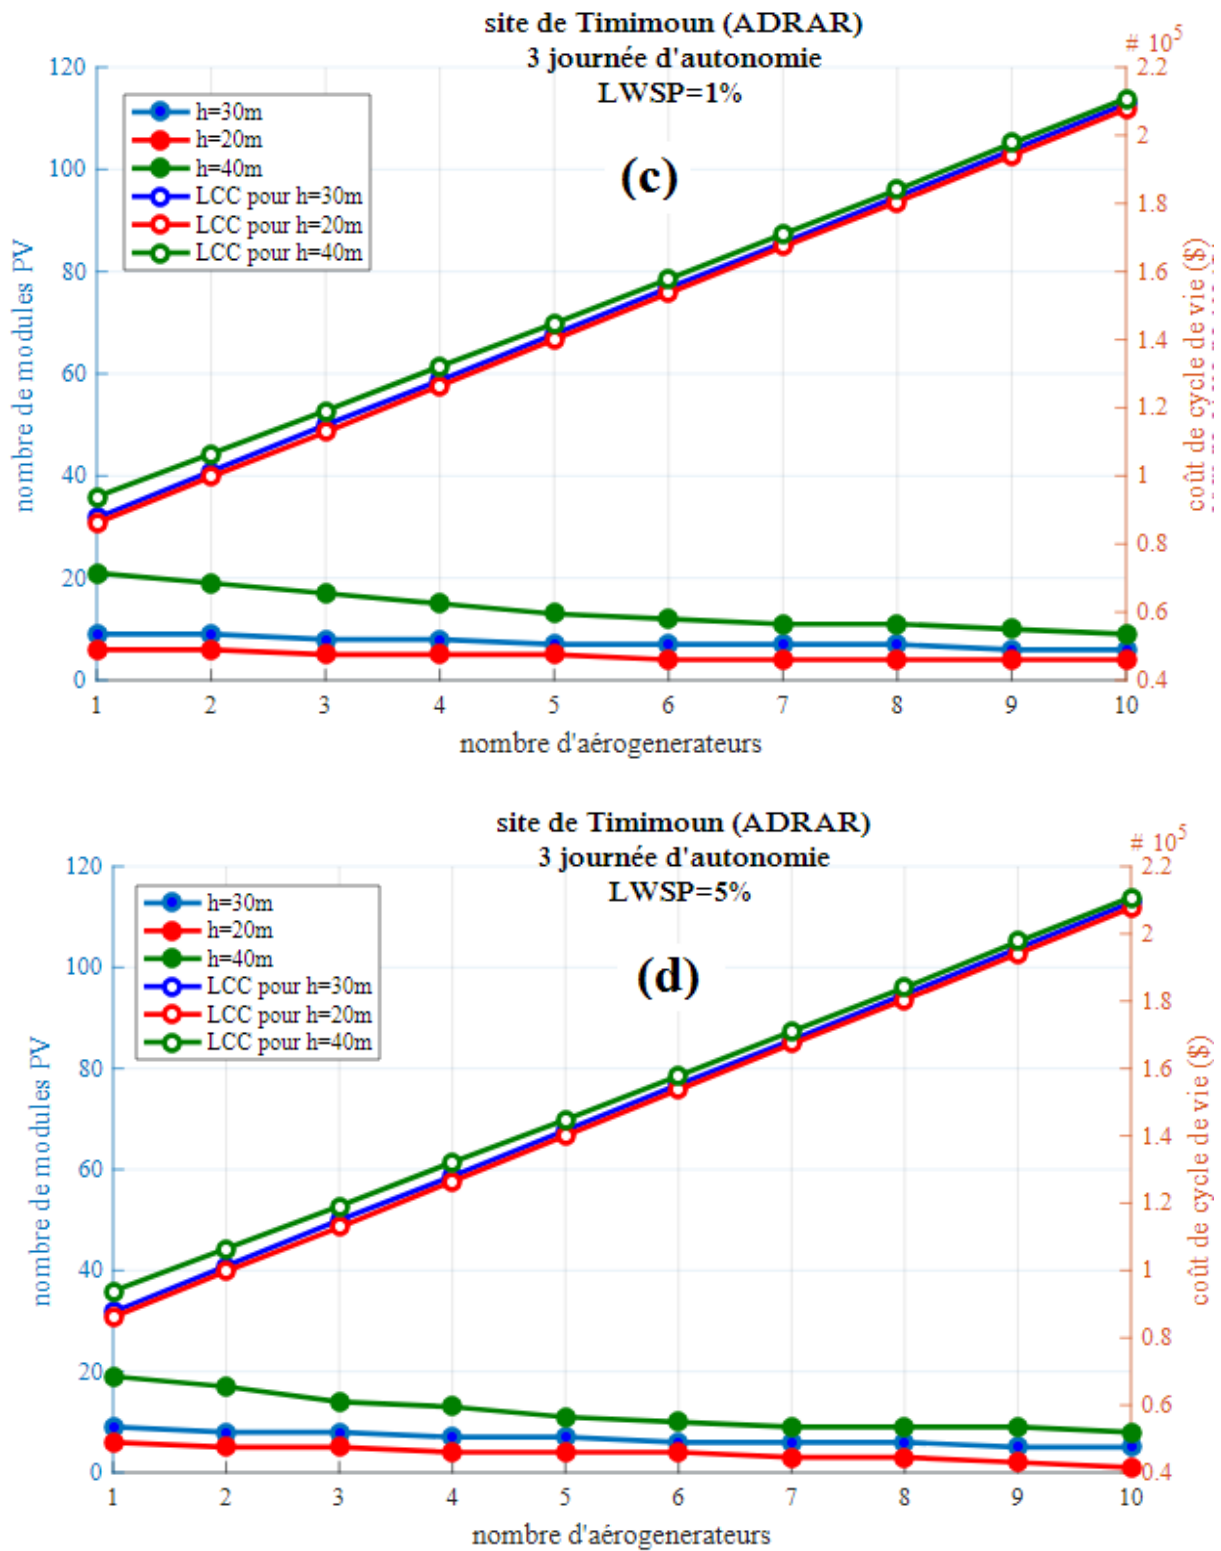 site de Timimoun (ADRAR)
3 journée d'autonomie
LWSP=1%
# 10^5
(c)
h=30m
h=20m
h=40m
LCC pour h=30m
LCC pour h=20m
LCC pour h=40m
nombre de modules PV
120
100
80
60
40
20
0
coût de cycle de vie ($)
2.2
2
1.8
1.6
1.4
1.2
1
0.8
0.6
0.4
1 2 3 4 5 6 7 8 9 10
nombre d'aérogenerateurs
site de Timimoun (ADRAR)
3 journée d'autonomie
LWSP=5%
# 10^5
(d)
h=30m
h=20m
h=40m
LCC pour h=30m
LCC pour h=20m
LCC pour h=40m
nombre de modules PV
120
100
80
60
40
20
0
coût de cycle de vie ($)
2.2
2
1.8
1.6
1.4
1.2
1
0.8
0.6
0.4
1 2 3 4 5 6 7 8 9 10
nombre d'aérogenerateurs